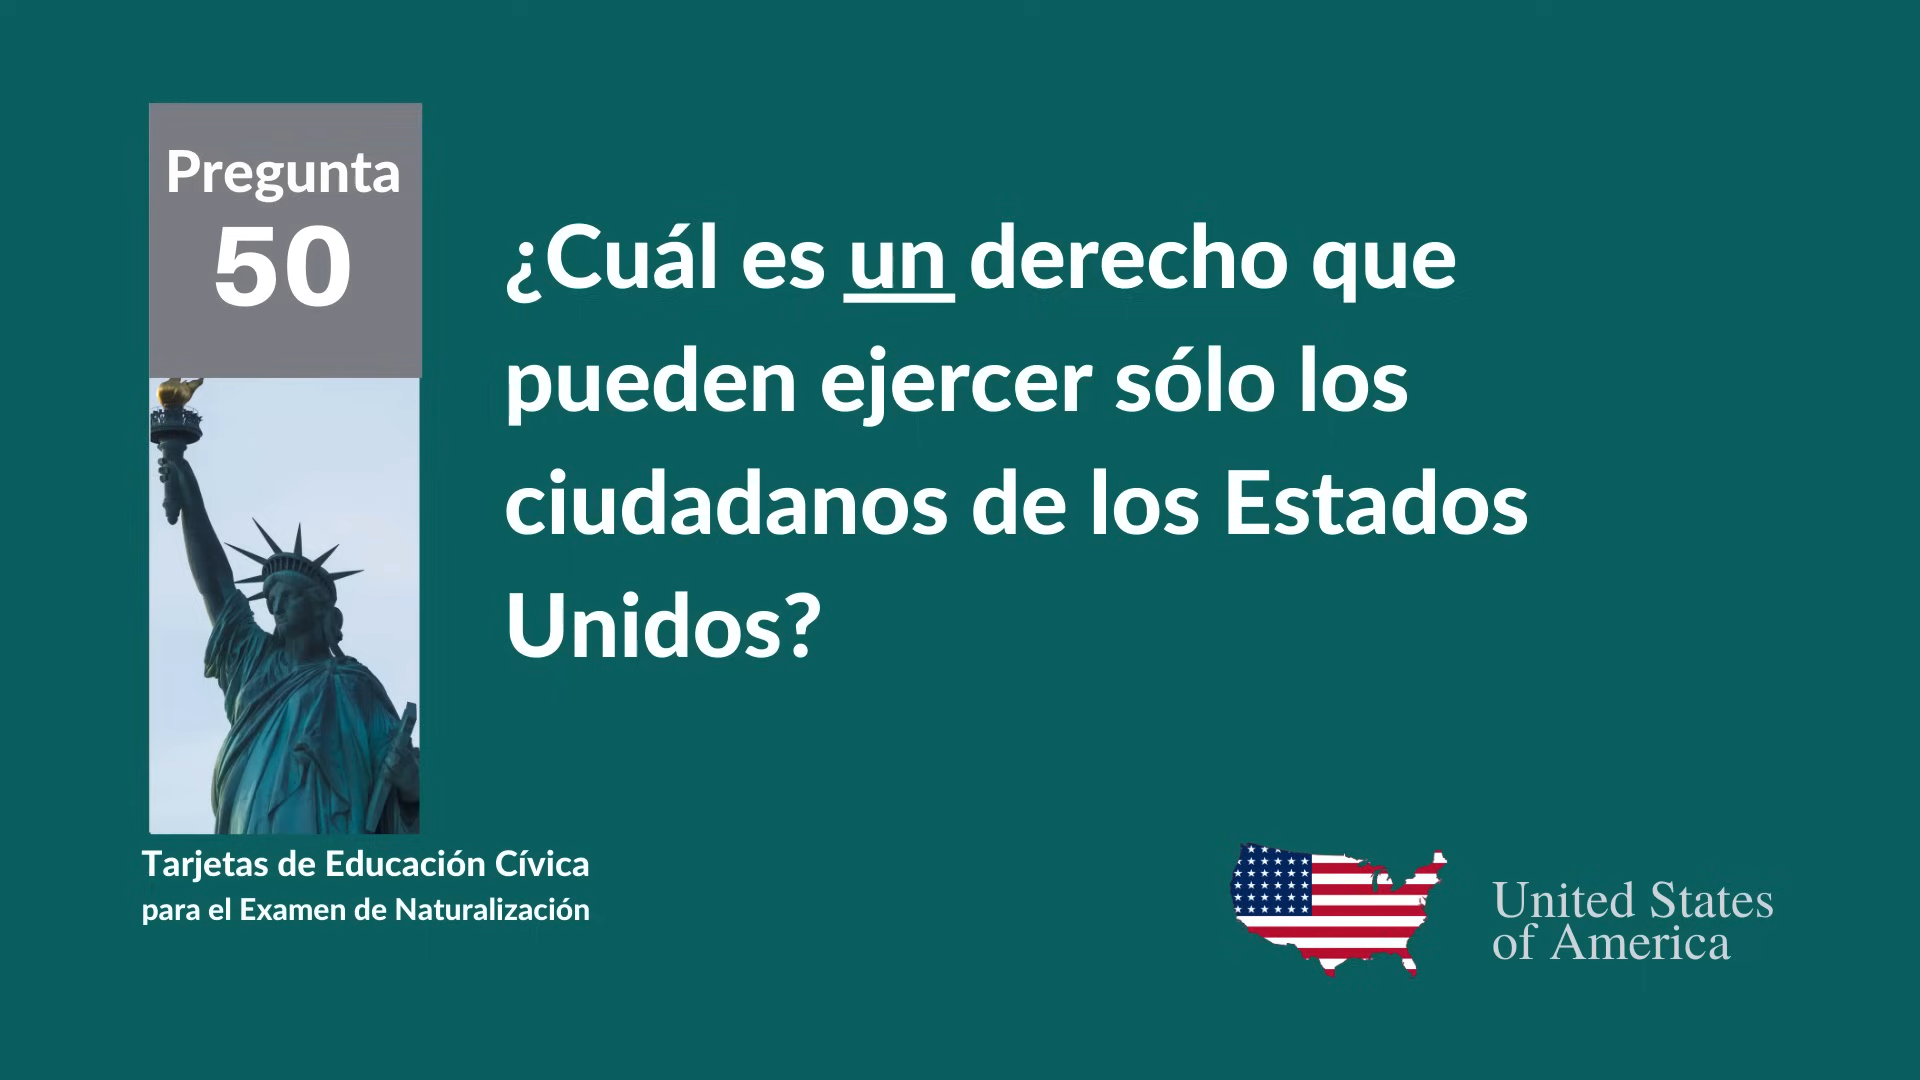 Pregunta
50
¿Cuál es un derecho que
pueden ejercer sólo los
ciudadanos de los Estados
Unidos?
Tarjetas de Educación Cívica
para el Examen de Naturalización
United States
of America